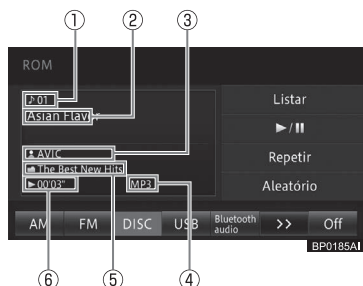 ① ② ③
ROM
♪ 01
Asian Flavor
AVIC
The Best New Hits
►00'03"
MP3
Listar
►/II
Repetir
Aleatório
AM FM DISC USB Bluetooth audio >> Off
BP0185AI
⑥ ⑤ ④